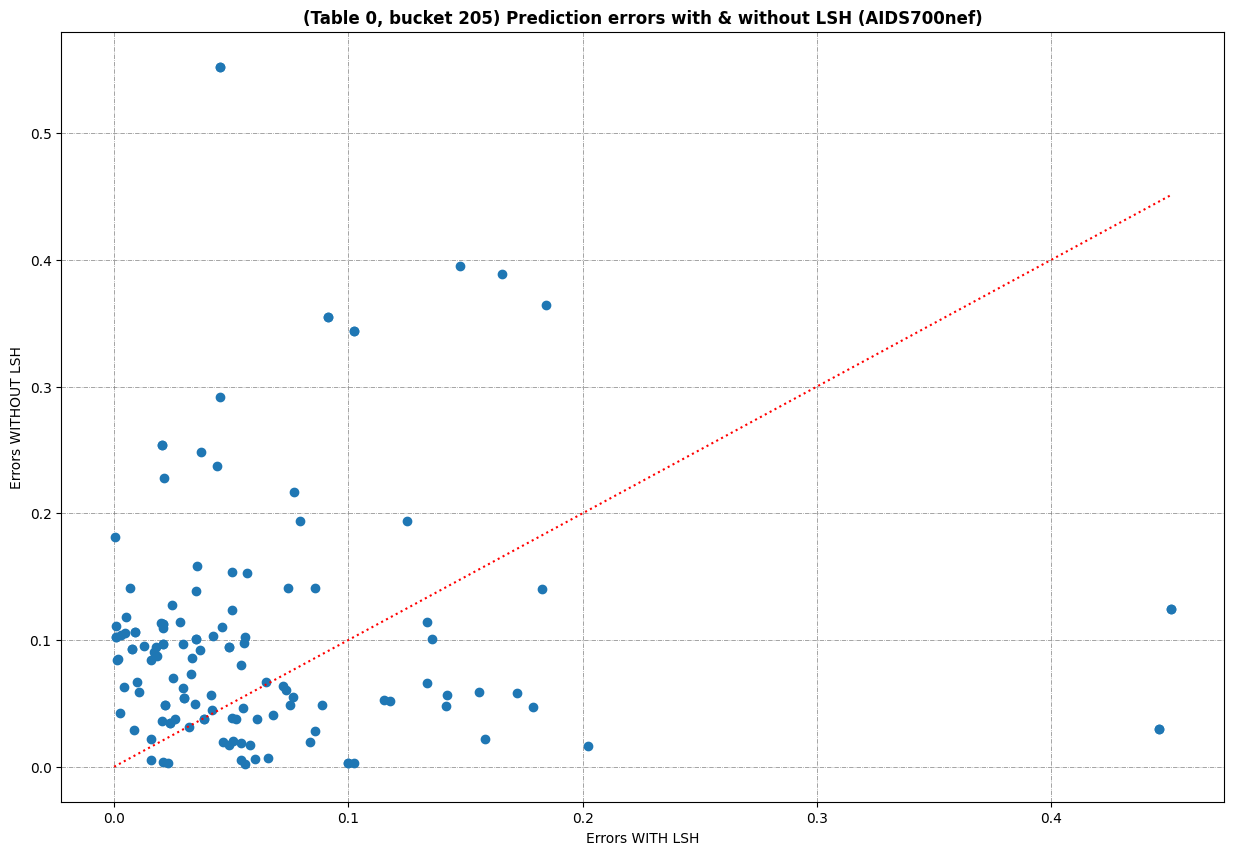 (Table 0, bucket 205) Prediction errors with & without LSH (AIDS700nef)
Errors WITHOUT LSH
0.5
0.4
0.3
0.2
0.1
0.0
0.0 0.1 0.2 0.3 0.4
Errors WITH LSH